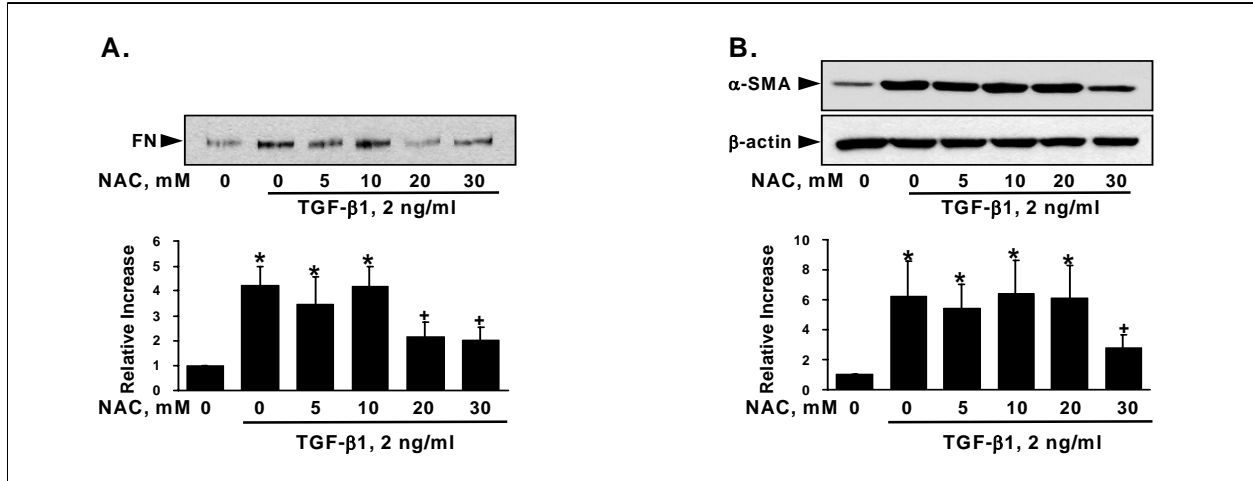 A.
FN
NAC, mM 0 0 5 10 20 30
TGF-β1, 2 ng/ml
Relative Increase
6
5
4
3
2
1
0
* * * + +
NAC, mM 0 0 5 10 20 30
TGF-β1, 2 ng/ml
B.
α-SMA
β-actin
NAC, mM 0 0 5 10 20 30
TGF-β1, 2 ng/ml
Relative Increase
10
8
6
4
2
0
* * * * +
NAC, mM 0 0 5 10 20 30
TGF-β1, 2 ng/ml